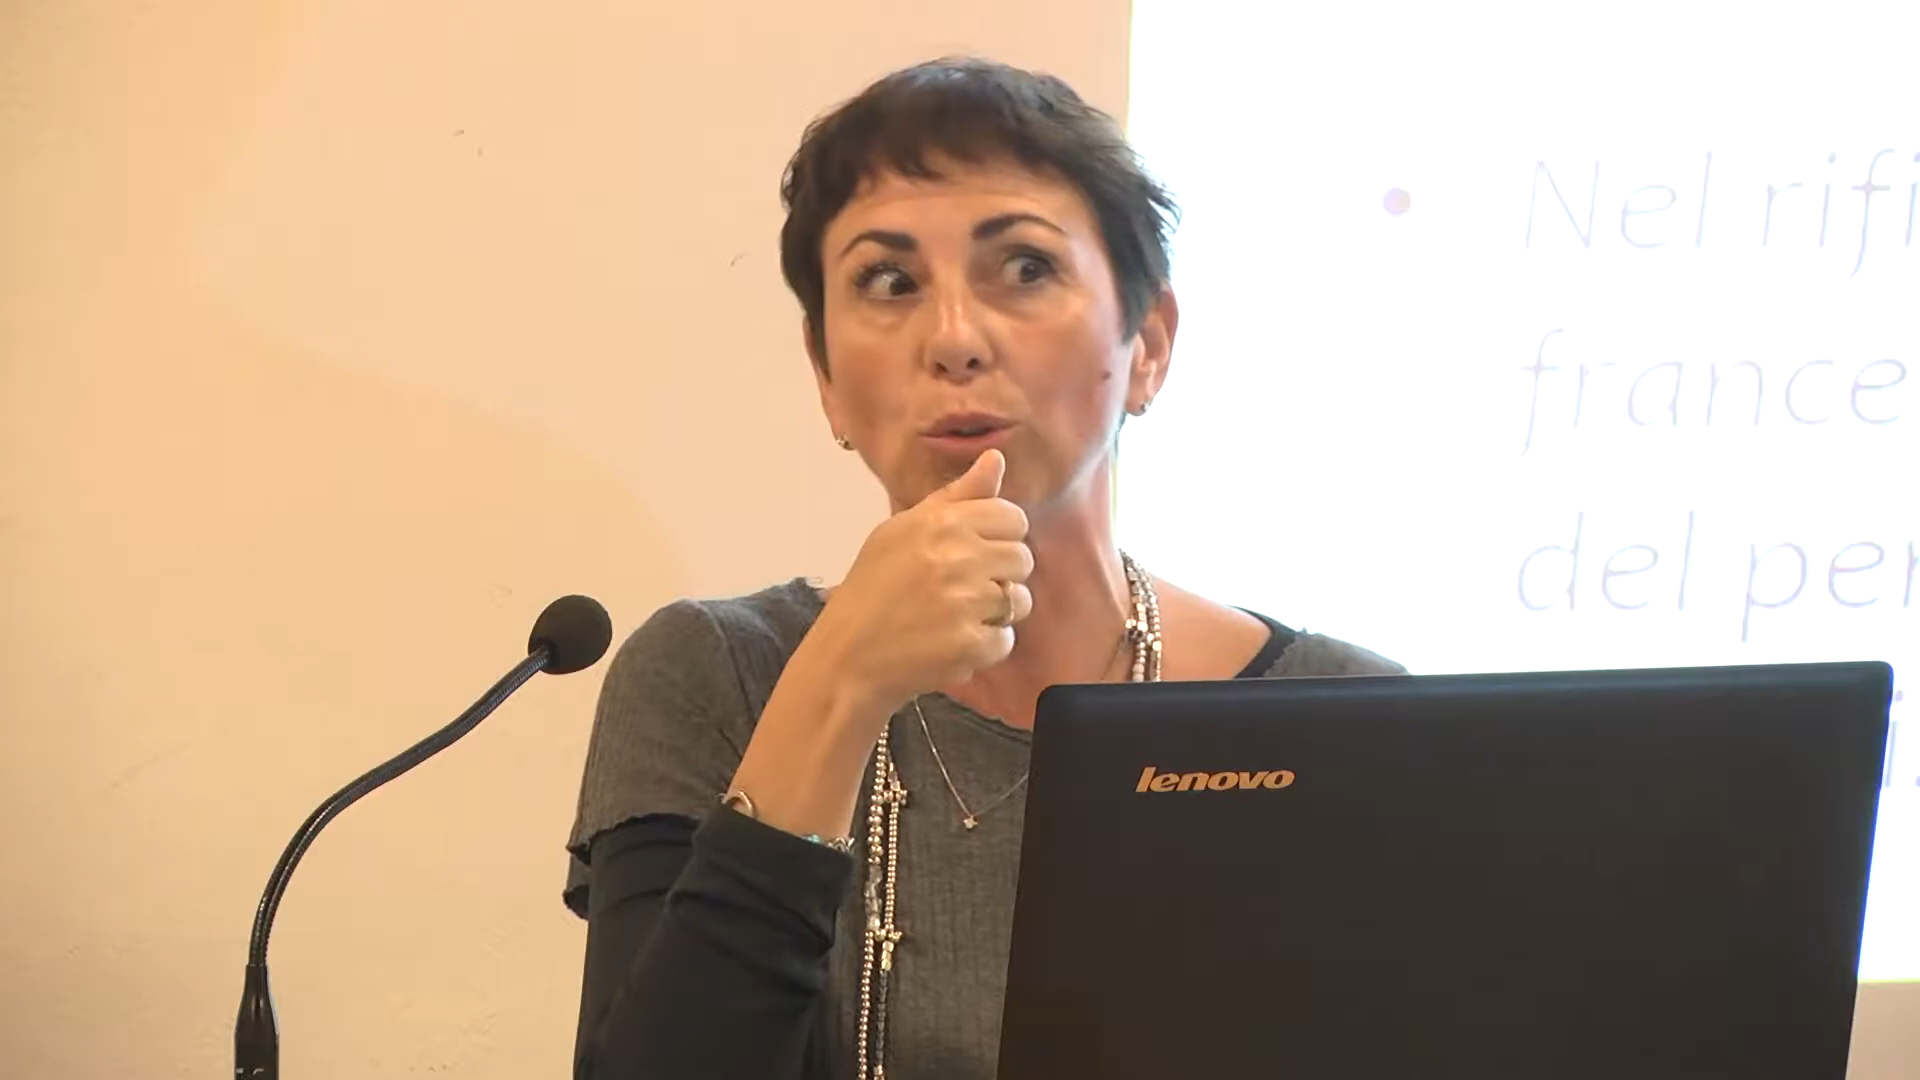 Nel rifi
france
del per
lenovo